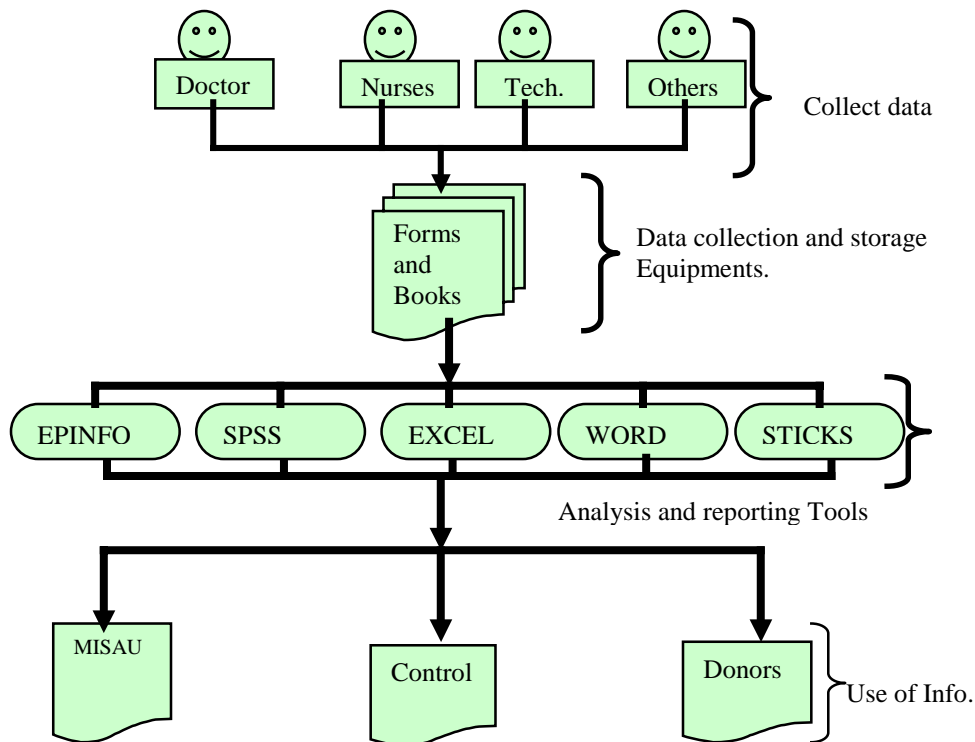 Doctor
Nurses
Tech.
Others
Collect data
Forms
and
Books
Data collection and storage
Equipments.
EPINFO
SPSS
EXCEL
WORD
STICKS
Analysis and reporting Tools
MISAU
Control
Donors
Use of Info.